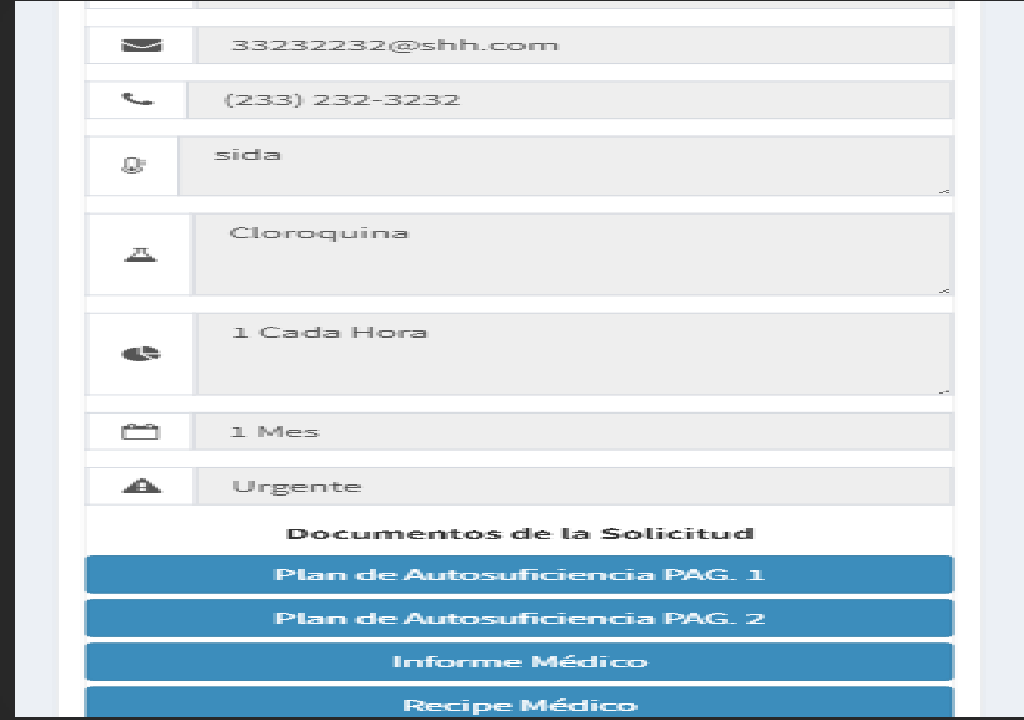 33232232@shh.com
(233) 232-3232
sida
Cloroquina
1 Cada Hora
1 Mes
Urgente
Documentos de la Solicitud
Plan de Autosuficiencia PAG. 1
Plan de Autosuficiencia PAG. 2
Informe Médico
Recipe Médico